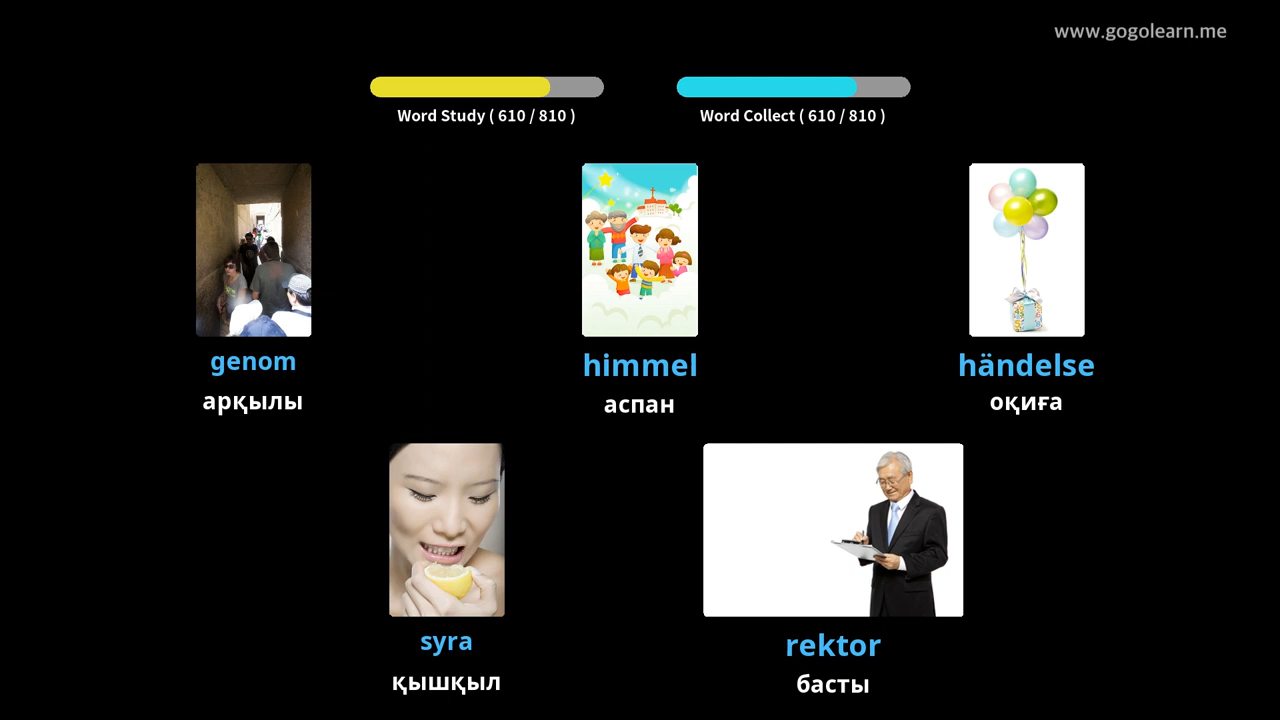 www.gogolearn.me
Word Study ( 610 / 810 )
Word Collect ( 610 / 810 )
genom
арқылы
himmel
аспан
händelse
оқиға
syra
қышқыл
rektor
басты